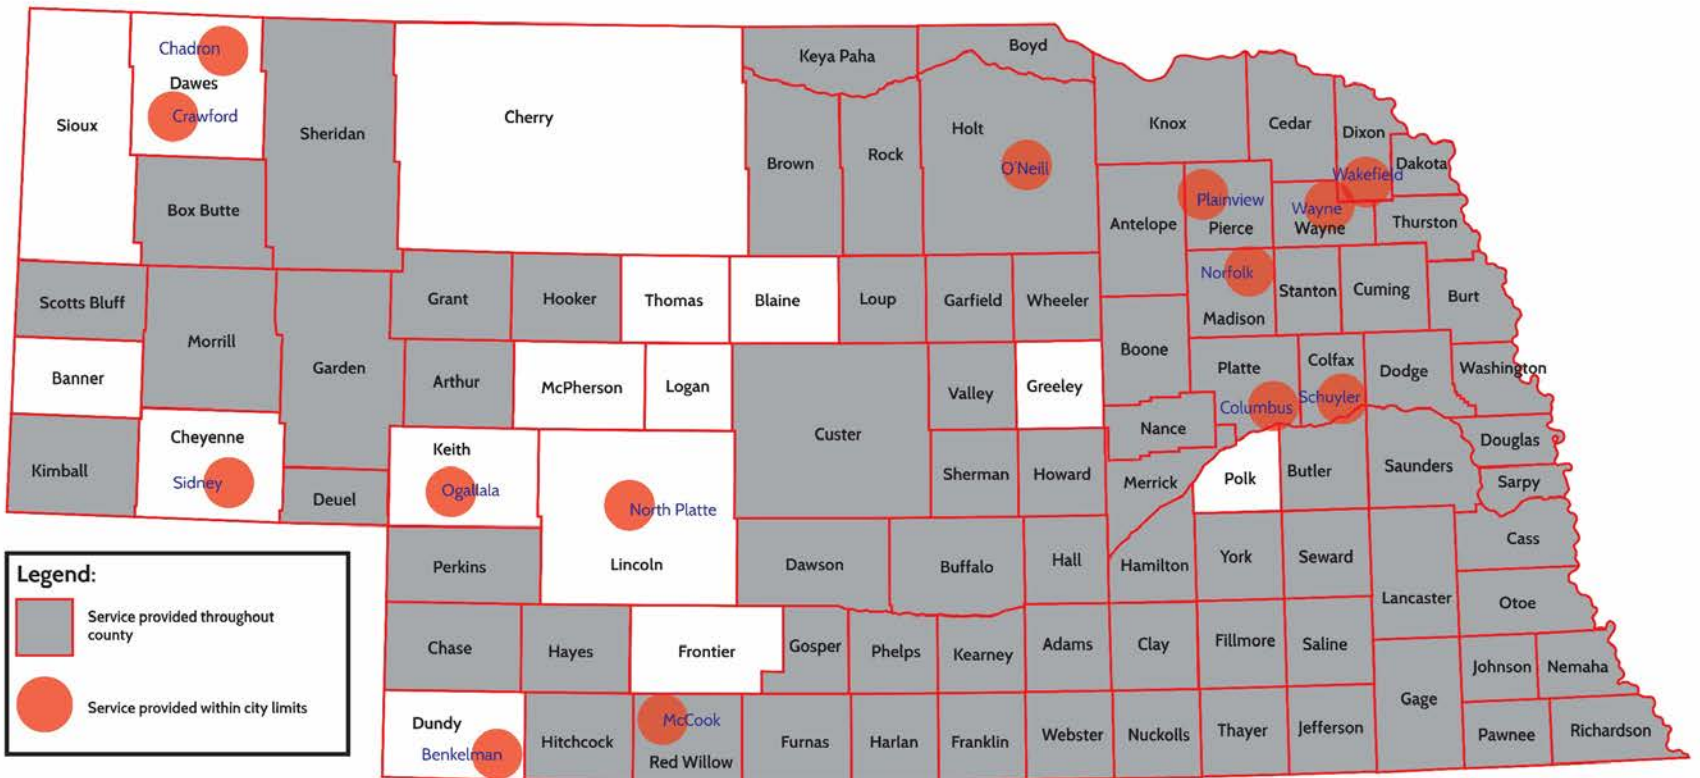 Chadron
Dawes
Crawford
Sioux
Sheridan
Cherry
Keya Paha
Boyd
Box Butte
Brown
Rock
Holt
O'Neill
Knox
Cedar
Dixon
Dakota
Wakefield
Plainview
Pierce
Wayne
Wayne
Thurston
Antelope
Norfolk
Madison
Stanton
Cuming
Burt
Scotts Bluff
Morrill
Garden
Grant
Hooker
Thomas
Blaine
Loup
Garfield
Wheeler
Boone
Banner
Arthur
McPherson
Logan
Custer
Valley
Greeley
Platte
Columbus
Colfax
Schuyler
Dodge
Washington
Nance
Kimball
Cheyenne
Sidney
Deuel
Keith
Ogallala
North Platte
Lincoln
Sherman
Howard
Merrick
Polk
Butler
Saunders
Douglas
Sarpy
Perkins
Dawson
Buffalo
Hall
Hamilton
York
Seward
Lancaster
Cass
Otoe
Chase
Hayes
Frontier
Gosper
Phelps
Kearney
Adams
Clay
Fillmore
Saline
Gage
Johnson
Nemaha
Dundy
Benkelman
Hitchcock
McCook
Red Willow
Furnas
Harlan
Franklin
Webster
Nuckolls
Thayer
Jefferson
Pawnee
Richardson
Legend:
Service provided throughout
county
Service provided within city limits